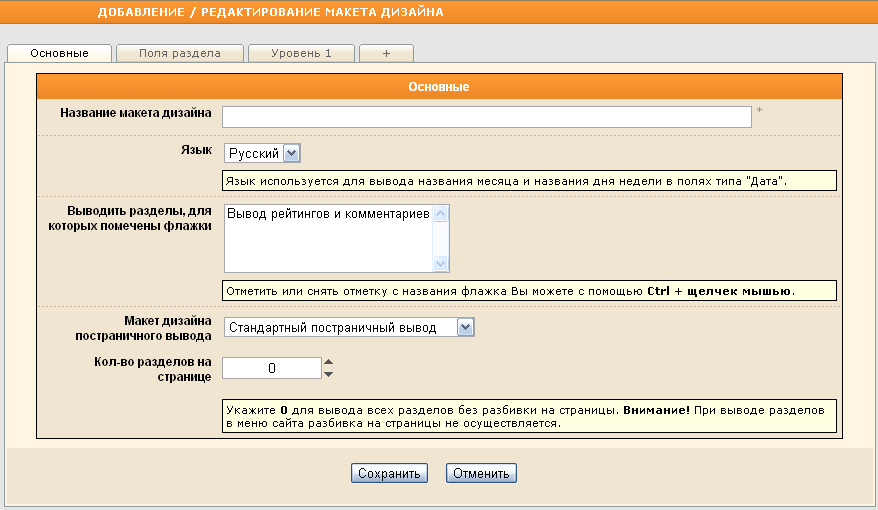 ДОБАВЛЕНИЕ / РЕДАКТИРОВАНИЕ МАКЕТА ДИЗАЙНА
Основные Поля раздела Уровень 1 +
Основные
Название макета дизайна *
Язык Русский
Язык используется для вывода названия месяца и названия дня недели в полях типа "Дата".
Выводить разделы, для
которых помечены флажки
Вывод рейтингов и комментариев
Отметить или снять отметку с названия флажка Вы можете с помощью Ctrl + щелчек мышью.
Макет дизайна
постраничного вывода
Стандартный постраничный вывод
Кол-во разделов на
странице
0
Укажите 0 для вывода всех разделов без разбивки на страницы. Внимание! При выводе разделов
в меню сайта разбивка на страницы не осуществляется.
Сохранить Отменить